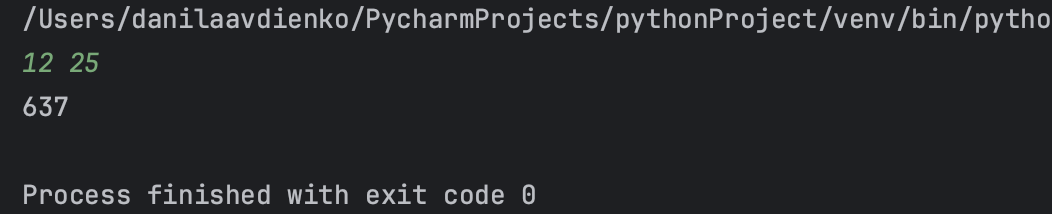 /Users/danilaavdienko/PycharmProjects/pythonProject/venv/bin/pytho
12 25
637
Process finished with exit code 0